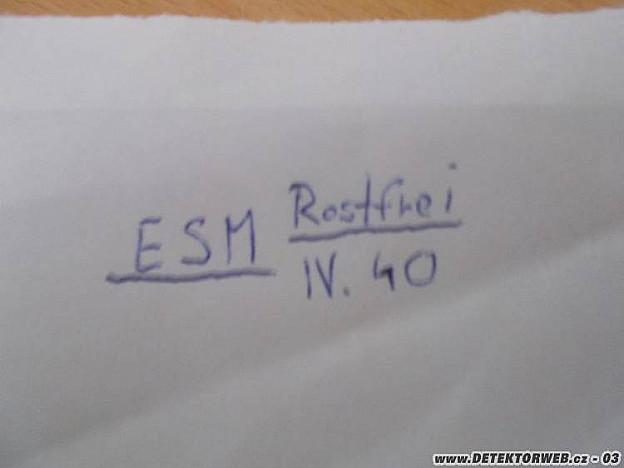 ESM Rostfrei
IV. 40
www.DETEKTORWEB.cz - 03